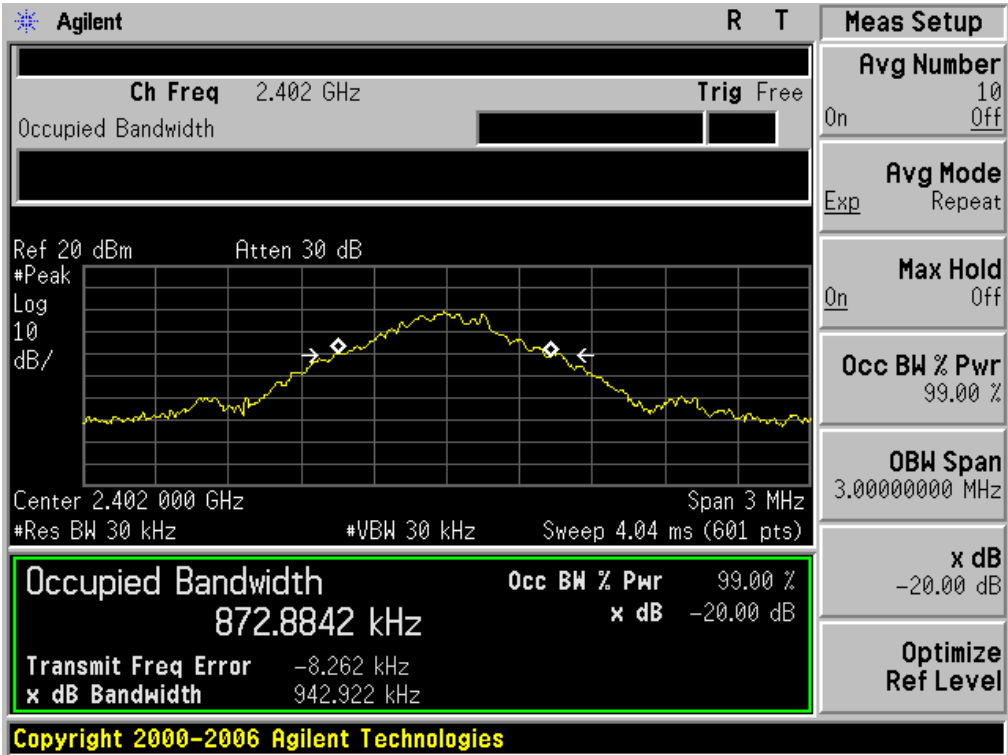 Agilent R T
Ch Freq 2.402 GHz Trig Free
Occupied Bandwidth
Ref 20 dBm Atten 30 dB
#Peak
Log
10
dB/
Center 2.402 000 GHz Span 3 MHz
#Res BW 30 kHz #VBW 30 kHz Sweep 4.04 ms (601 pts)
Occupied Bandwidth
872.8842 kHz
Occ BW % Pwr 99.00 %
x dB -20.00 dB
Transmit Freq Error -8.262 kHz
x dB Bandwidth 942.922 kHz
Copyright 2000-2006 Agilent Technologies
Meas Setup
Avg Number
10
On Off
Avg Mode
Exp Repeat
Max Hold
On Off
Occ BW % Pwr
99.00 %
OBW Span
3.00000000 MHz
x dB
-20.00 dB
Optimize
Ref Level